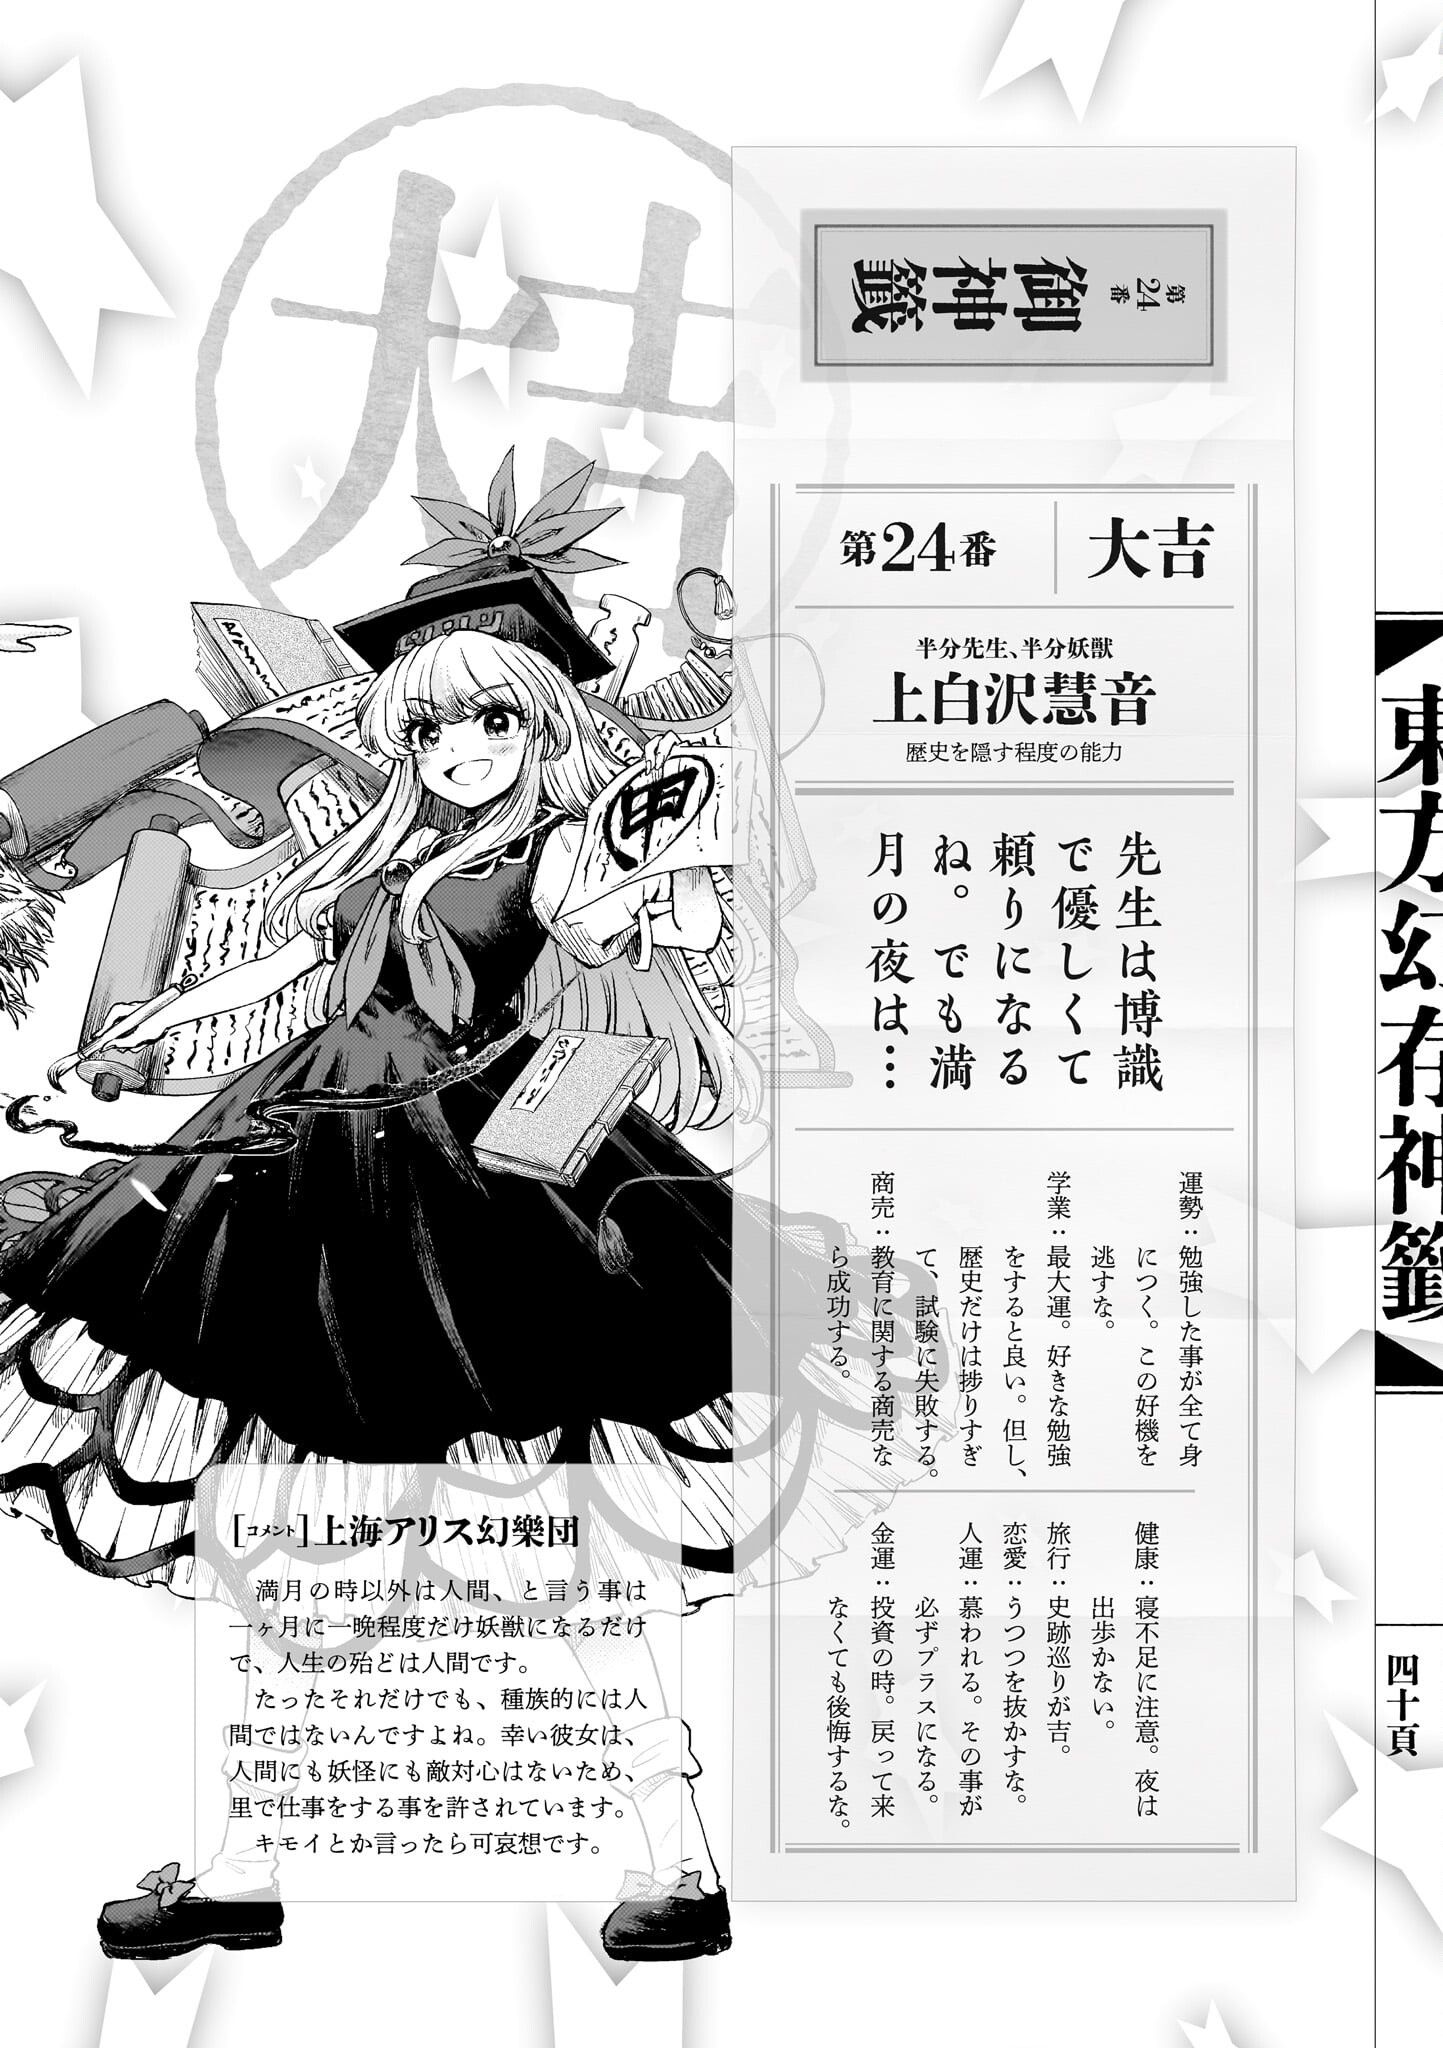 東方幻存神籤
四十頁
第24番
御神籤
大吉
大吉
第24番
半分先生、半分妖獣
上白沢慧音
歴史を隠す程度の能力
先生は博識
で優しくて
頼りになる
ね。でも満
月の夜は…
運勢：勉強した事が全て身
につく。この好機を
逃すな。
学業：最大運。好きな勉強
をすると良い。但し、
歴史だけは捗りすぎ
て、試験に失敗する。
商売：教育に関する商売な
ら成功する。
健康：寝不足に注意。夜は
出歩かない。
旅行：史跡巡りが吉。
恋愛：うつつを抜かすな。
人運：慕われる。その事が
必ずプラスになる。
金運：投資の時。戻って来
なくても後悔するな。
申
［コメント］上海アリス幻樂団
満月の時以外は人間、と言う事は
一ヶ月に一晩程度だけ妖獣になるだけ
で、人生の殆どは人間です。
たったそれだけでも、種族的には人
間ではないんですよね。幸い彼女は、
人間にも妖怪にも敵対心はないため、
里で仕事をする事を許されています。
キモイとか言ったら可哀想です。